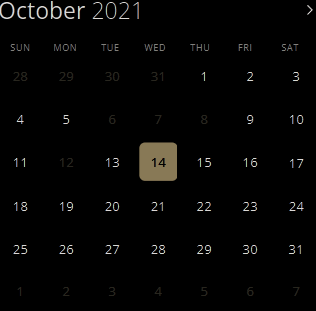 October 2021
SUN MON TUE WED THU FRI SAT
28 29 30 31 1 2 3
4 5 6 7 8 9 10
11 12 13 14 15 16 17
18 19 20 21 22 23 24
25 26 27 28 29 30 31
1 2 3 4 5 6 7